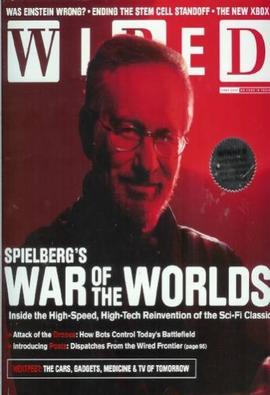 WAS EINSTEIN WRONG? • ENDING THE STEM CELL STANDOFF • THE NEW XBOX
WIRED
SPIELBERG'S
WAR OF THE WORLDS
Inside the High-Speed, High-Tech Reinvention of the Sci-Fi Classic
Attack of the Drones: How Bots Control Today's Battlefield
Introducing Posts: Dispatches From the Wired Frontier (page 95)
NEXTFEST: THE CARS, GADGETS, MEDICINE & TV OF TOMORROW